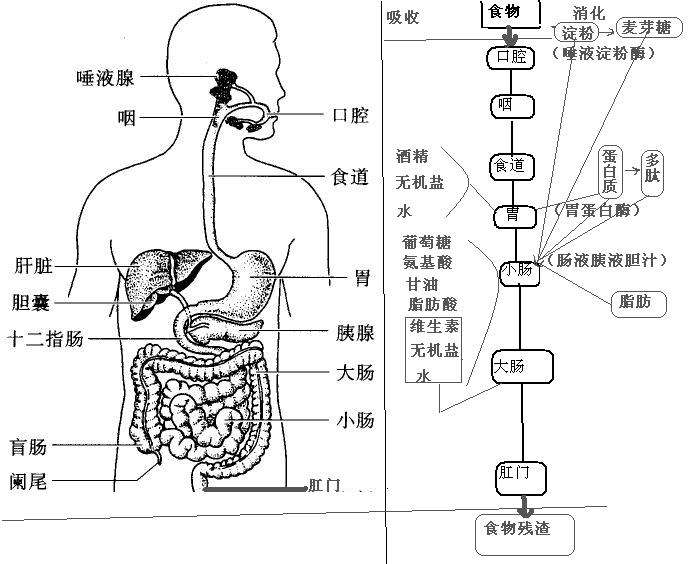 唾液腺
咽
口腔
食道
肝脏
胆囊
十二指肠
胃
胰腺
大肠
小肠
盲肠
阑尾
肛门
吸收
食物
消化
淀粉
麦芽糖
口腔
(唾液淀粉酶)
咽
酒精
无机盐
水
食道
蛋白质
多肽
胃
(胃蛋白酶)
葡萄糖
氨基酸
甘油
脂肪酸
维生素
无机盐
水
小肠
(肠液胰液胆汁)
脂肪
大肠
肛门
食物残渣